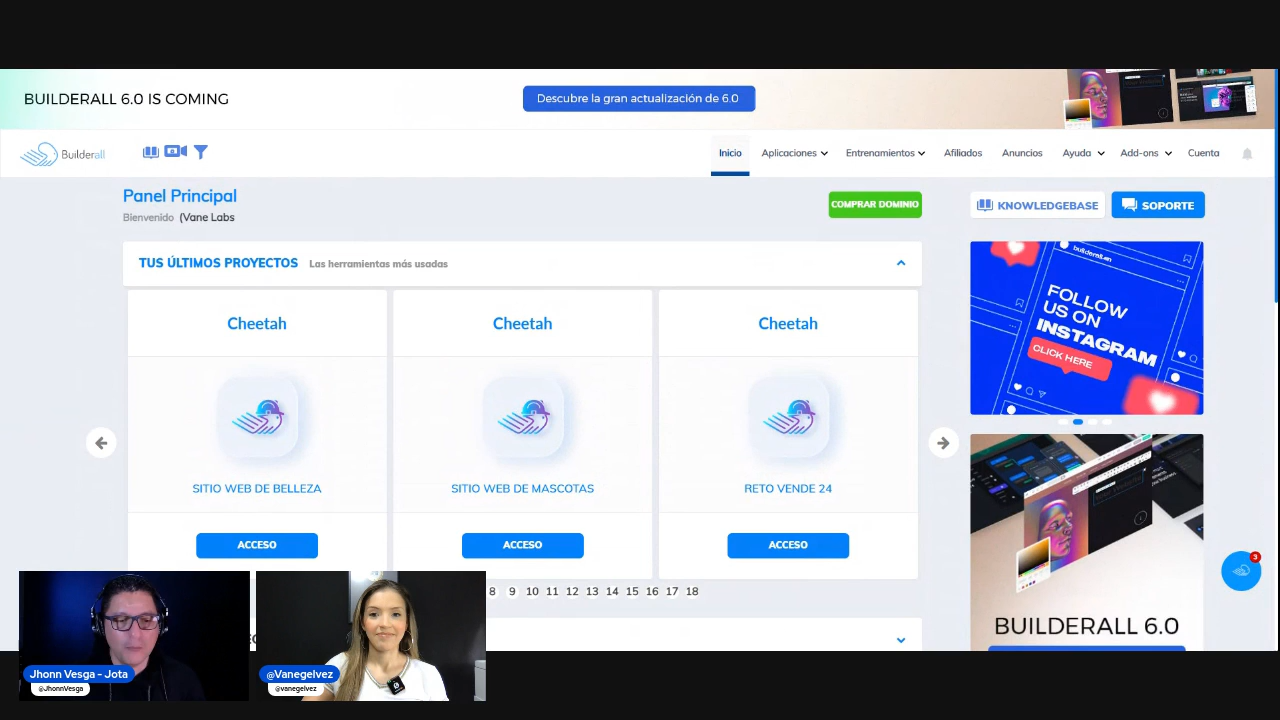 BUILDERALL 6.0 IS COMING
Descubre la gran actualización de 6.0
Builderall
Inicio
Aplicaciones
Entrenamientos
Afiliados
Anuncios
Ayuda
Add-ons
Cuenta
Panel Principal
Bienvenido (Vane Labs
COMPRAR DOMINIO
KNOWLEDGEBASE
SOPORTE
TUS ÚLTIMOS PROYECTOS Las herramientas más usadas
Cheetah
Cheetah
Cheetah
SITIO WEB DE BELLEZA
SITIO WEB DE MASCOTAS
RETO VENDE 24
ACCESO
ACCESO
ACCESO
8 9 10 11 12 13 14 15 16 17 18
builderall.en
FOLLOW
US ON
INSTAGRAM
CLICK HERE
3
BUILDERALL 6.0
Jhonn Vesga - Jota
@JhonnVesga
@Vanegelvez
@vanegelvez